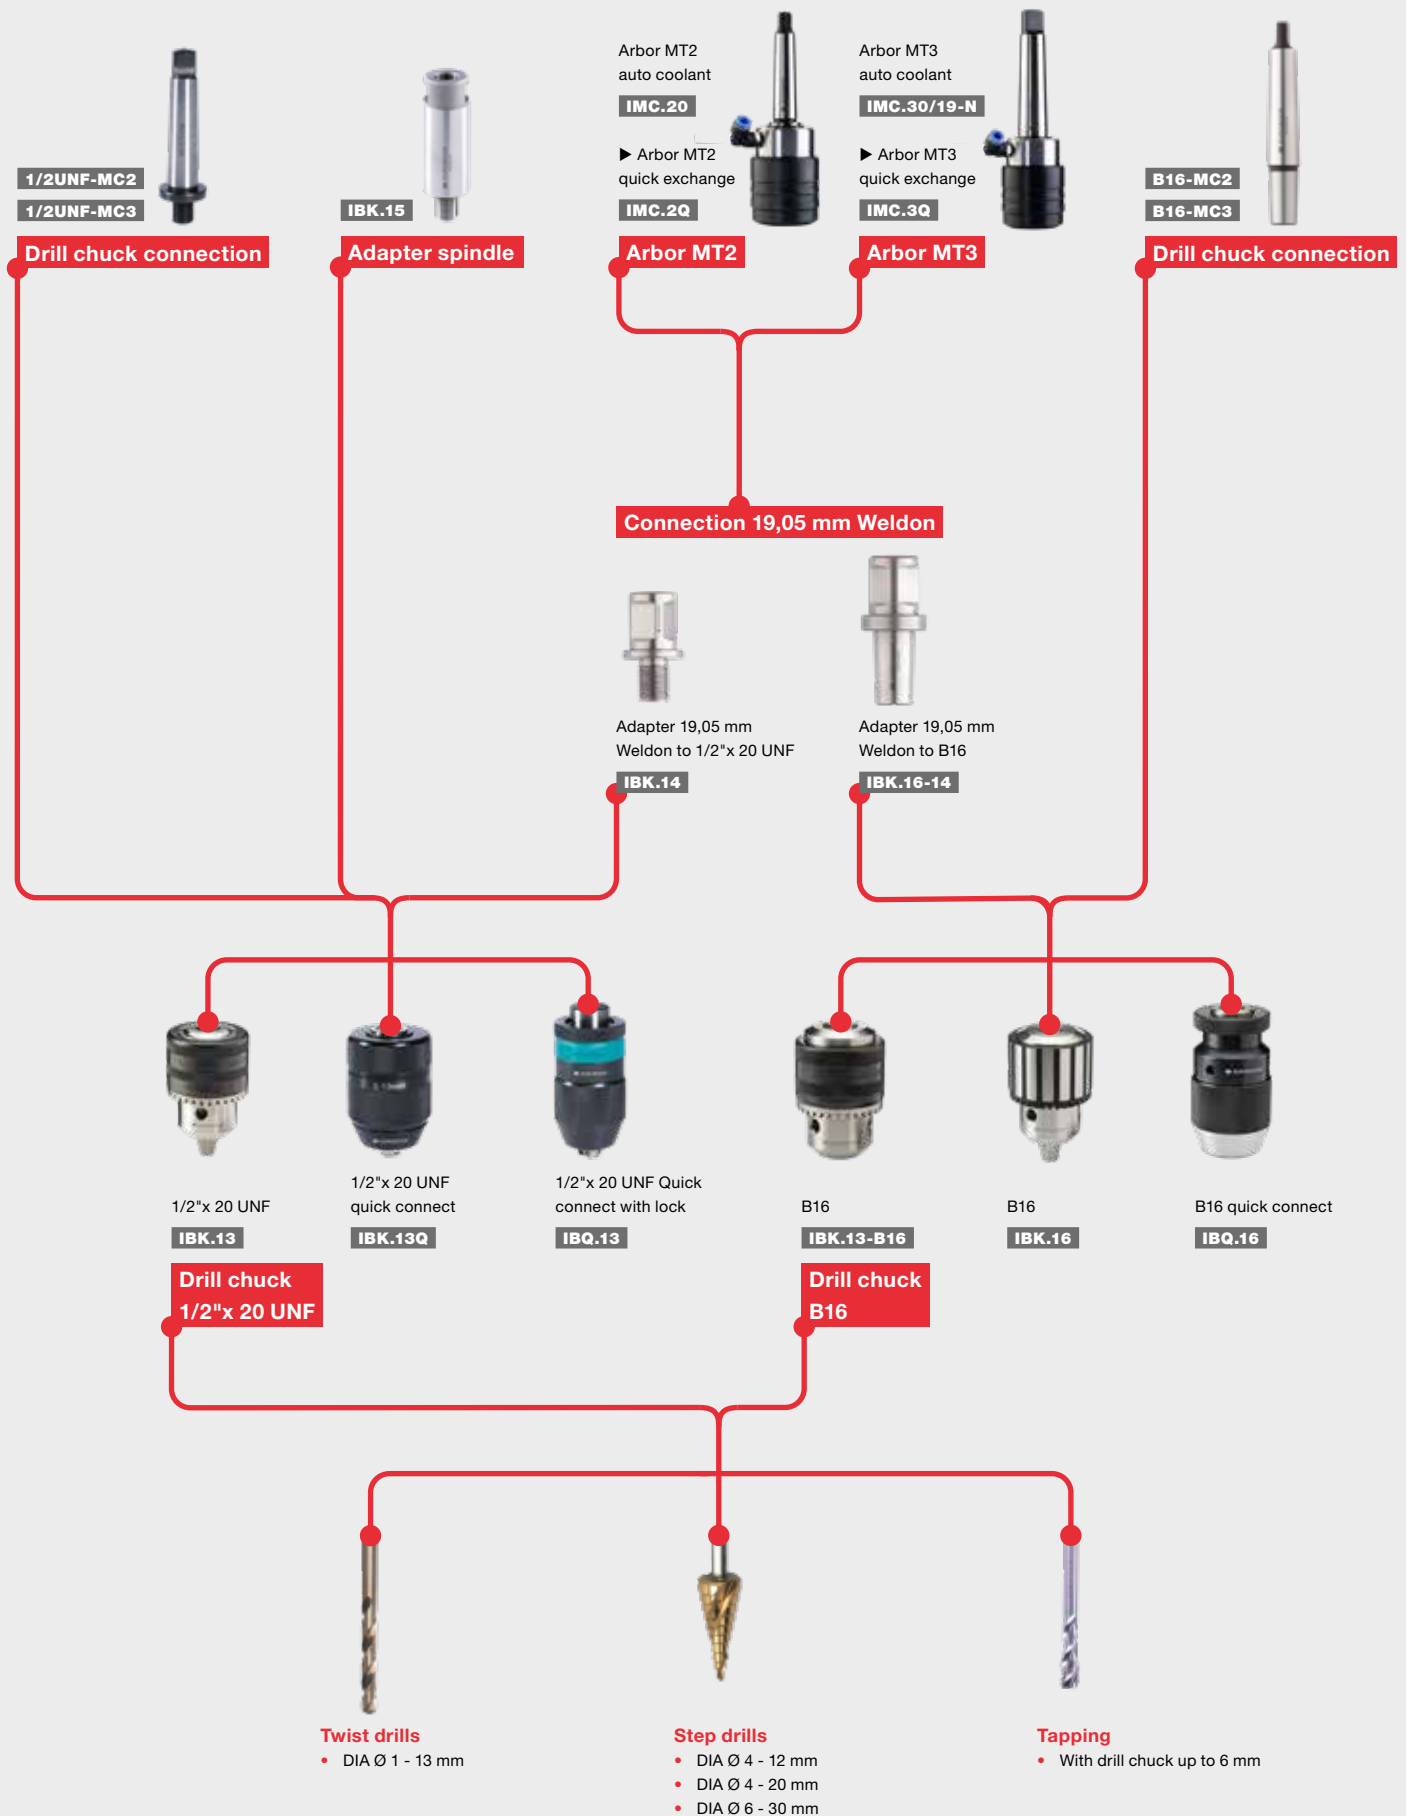 1/2UNF-MC2
1/2UNF-MC3
Drill chuck connection
IBK.15
Adapter spindle
Arbor MT2
auto coolant
IMC.20
▶ Arbor MT2
quick exchange
IMC.2Q
Arbor MT2
Arbor MT3
auto coolant
IMC.30/19-N
▶ Arbor MT3
quick exchange
IMC.3Q
Arbor MT3
B16-MC2
B16-MC3
Drill chuck connection
Connection 19,05 mm Weldon
Adapter 19,05 mm
Weldon to 1/2"x 20 UNF
IBK.14
Adapter 19,05 mm
Weldon to B16
IBK.16-14
1/2"x 20 UNF
IBK.13
1/2"x 20 UNF
quick connect
IBK.13Q
1/2"x 20 UNF Quick
connect with lock
IBQ.13
B16
IBK.13-B16
B16
IBK.16
B16 quick connect
IBQ.16
Drill chuck
1/2"x 20 UNF
Drill chuck
B16
Twist drills
• DIA Ø 1 - 13 mm
Step drills
• DIA Ø 4 - 12 mm
• DIA Ø 4 - 20 mm
• DIA Ø 6 - 30 mm
Tapping
• With drill chuck up to 6 mm